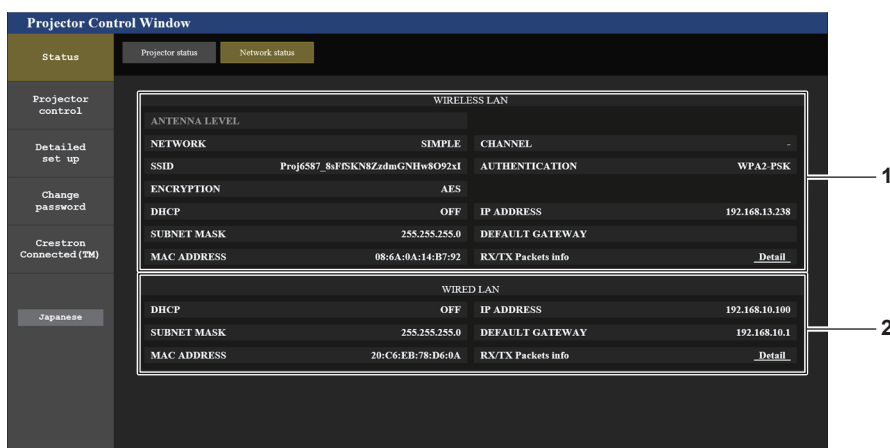 Projector Control Window
Status
Projector status
Network status
Projector
control
Detailed
set up
Change
password
Crestron
Connected(TM)
Japanese
WIRELESS LAN
ANTENNA LEVEL
NETWORK SIMPLE CHANNEL -
SSID Proj6587_8sFfSKN8ZzdmGNHw8O92xI AUTHENTICATION WPA2-PSK
ENCRYPTION AES
DHCP OFF IP ADDRESS 192.168.13.238
SUBNET MASK 255.255.255.0 DEFAULT GATEWAY
MAC ADDRESS 08:6A:0A:14:B7:92 RX/TX Packets info Detail
1
WIRED LAN
DHCP OFF IP ADDRESS 192.168.10.100
SUBNET MASK 255.255.255.0 DEFAULT GATEWAY 192.168.10.1
MAC ADDRESS 20:C6:EB:78:D6:0A RX/TX Packets info Detail
2